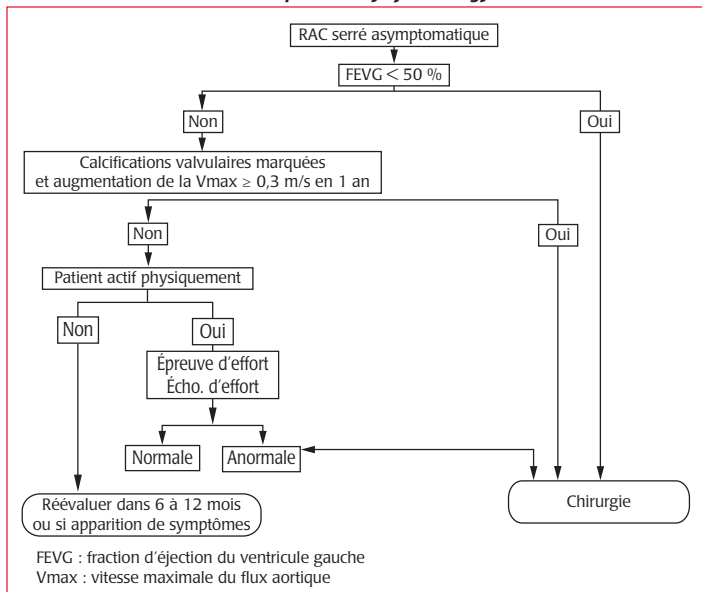 RAC serré asymptomatique
FEVG < 50 %
Non
Oui
Calcifications valvulaires marquées
et augmentation de la Vmax ≥ 0,3 m/s en 1 an
Non
Oui
Patient actif physiquement
Non
Oui
Épreuve d'effort
Écho. d'effort
Normale
Anormale
Réévaluer dans 6 à 12 mois
ou si apparition de symptômes
Chirurgie
FEVG : fraction d'éjection du ventricule gauche
Vmax : vitesse maximale du flux aortique